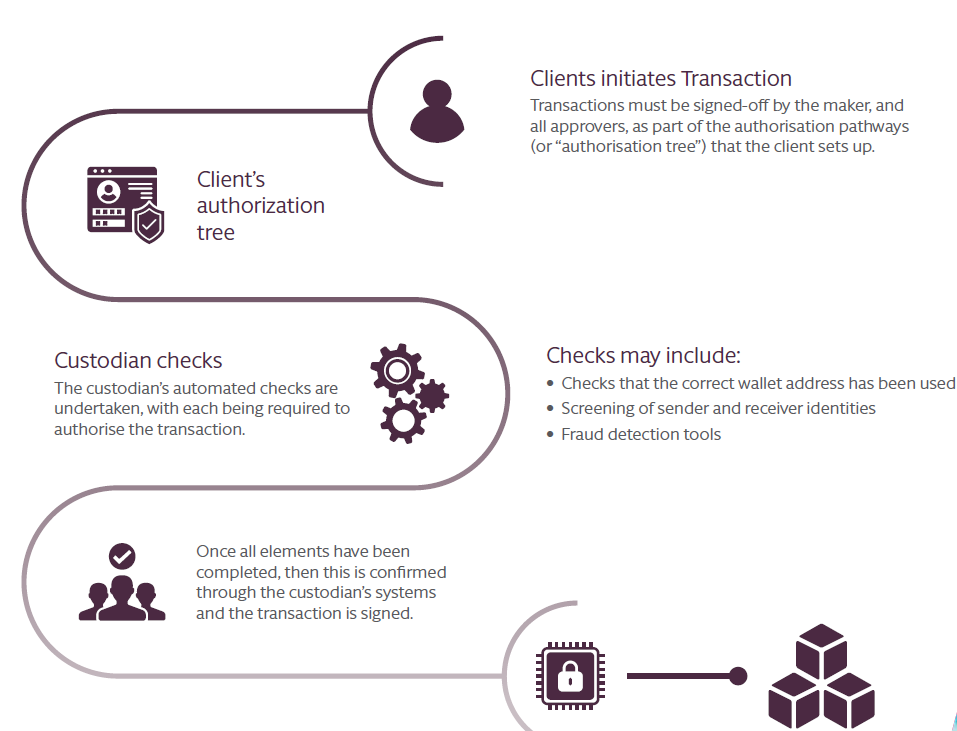 Clients initiates Transaction
Transactions must be signed-off by the maker, and
all approvers, as part of the authorisation pathways
(or “authorisation tree”) that the client sets up.
Client’s
authorization
tree
Custodian checks
The custodian’s automated checks are
undertaken, with each being required to
authorise the transaction.
Checks may include:
• Checks that the correct wallet address has been used
• Screening of sender and receiver identities
• Fraud detection tools
Once all elements have been
completed, then this is confirmed
through the custodian’s systems
and the transaction is signed.